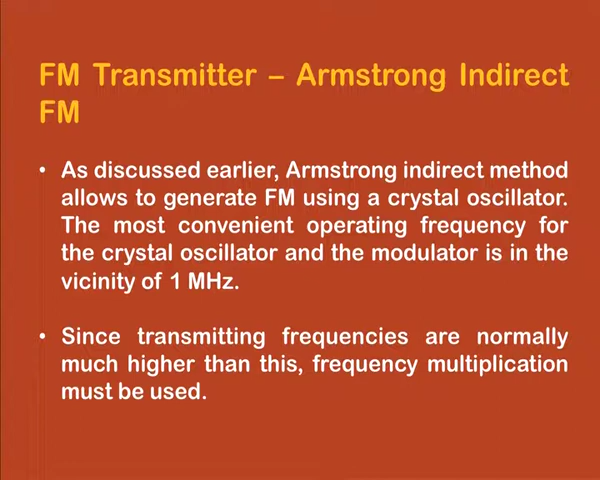 FM Transmitter – Armstrong Indirect
FM
• As discussed earlier, Armstrong indirect method
allows to generate FM using a crystal oscillator.
The most convenient operating frequency for
the crystal oscillator and the modulator is in the
vicinity of 1 MHz.
• Since transmitting frequencies are normally
much higher than this, frequency multiplication
must be used.